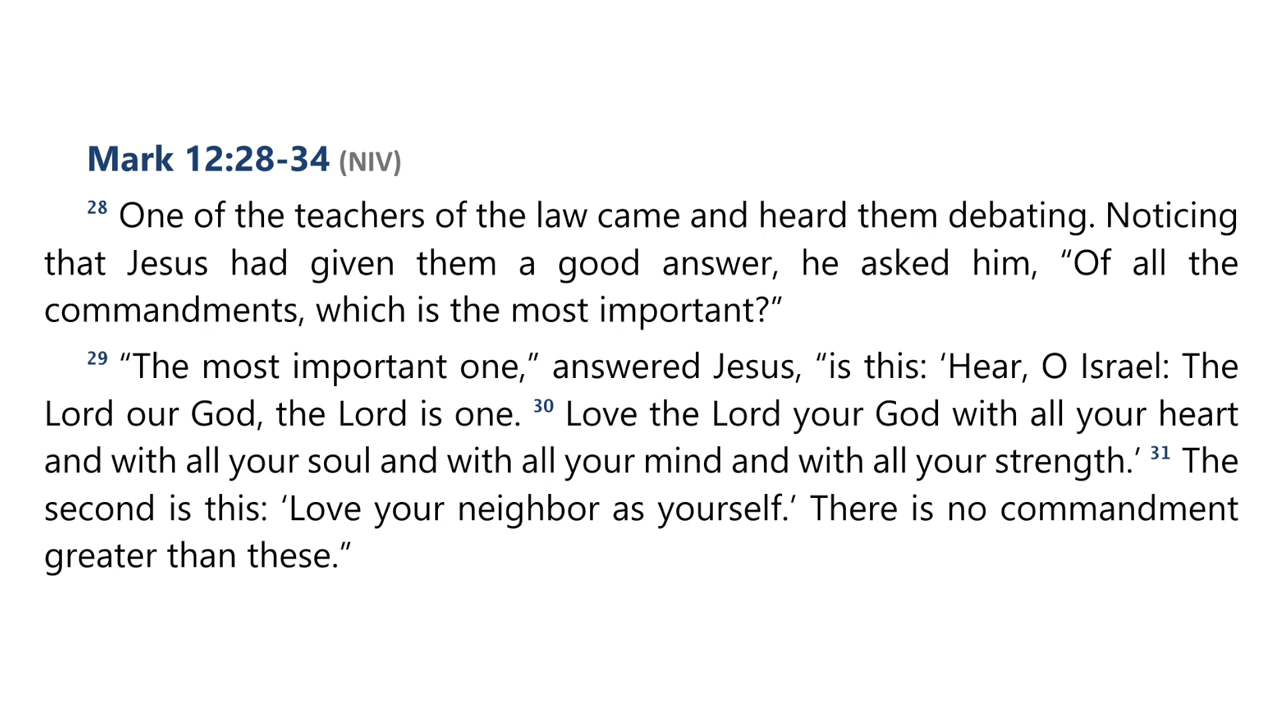 Mark 12:28-34 (NIV)
28 One of the teachers of the law came and heard them debating. Noticing
that Jesus had given them a good answer, he asked him, “Of all the
commandments, which is the most important?”
29 “The most important one,” answered Jesus, “is this: ‘Hear, O Israel: The
Lord our God, the Lord is one. 30 Love the Lord your God with all your heart
and with all your soul and with all your mind and with all your strength.’ 31 The
second is this: ‘Love your neighbor as yourself.’ There is no commandment
greater than these.”